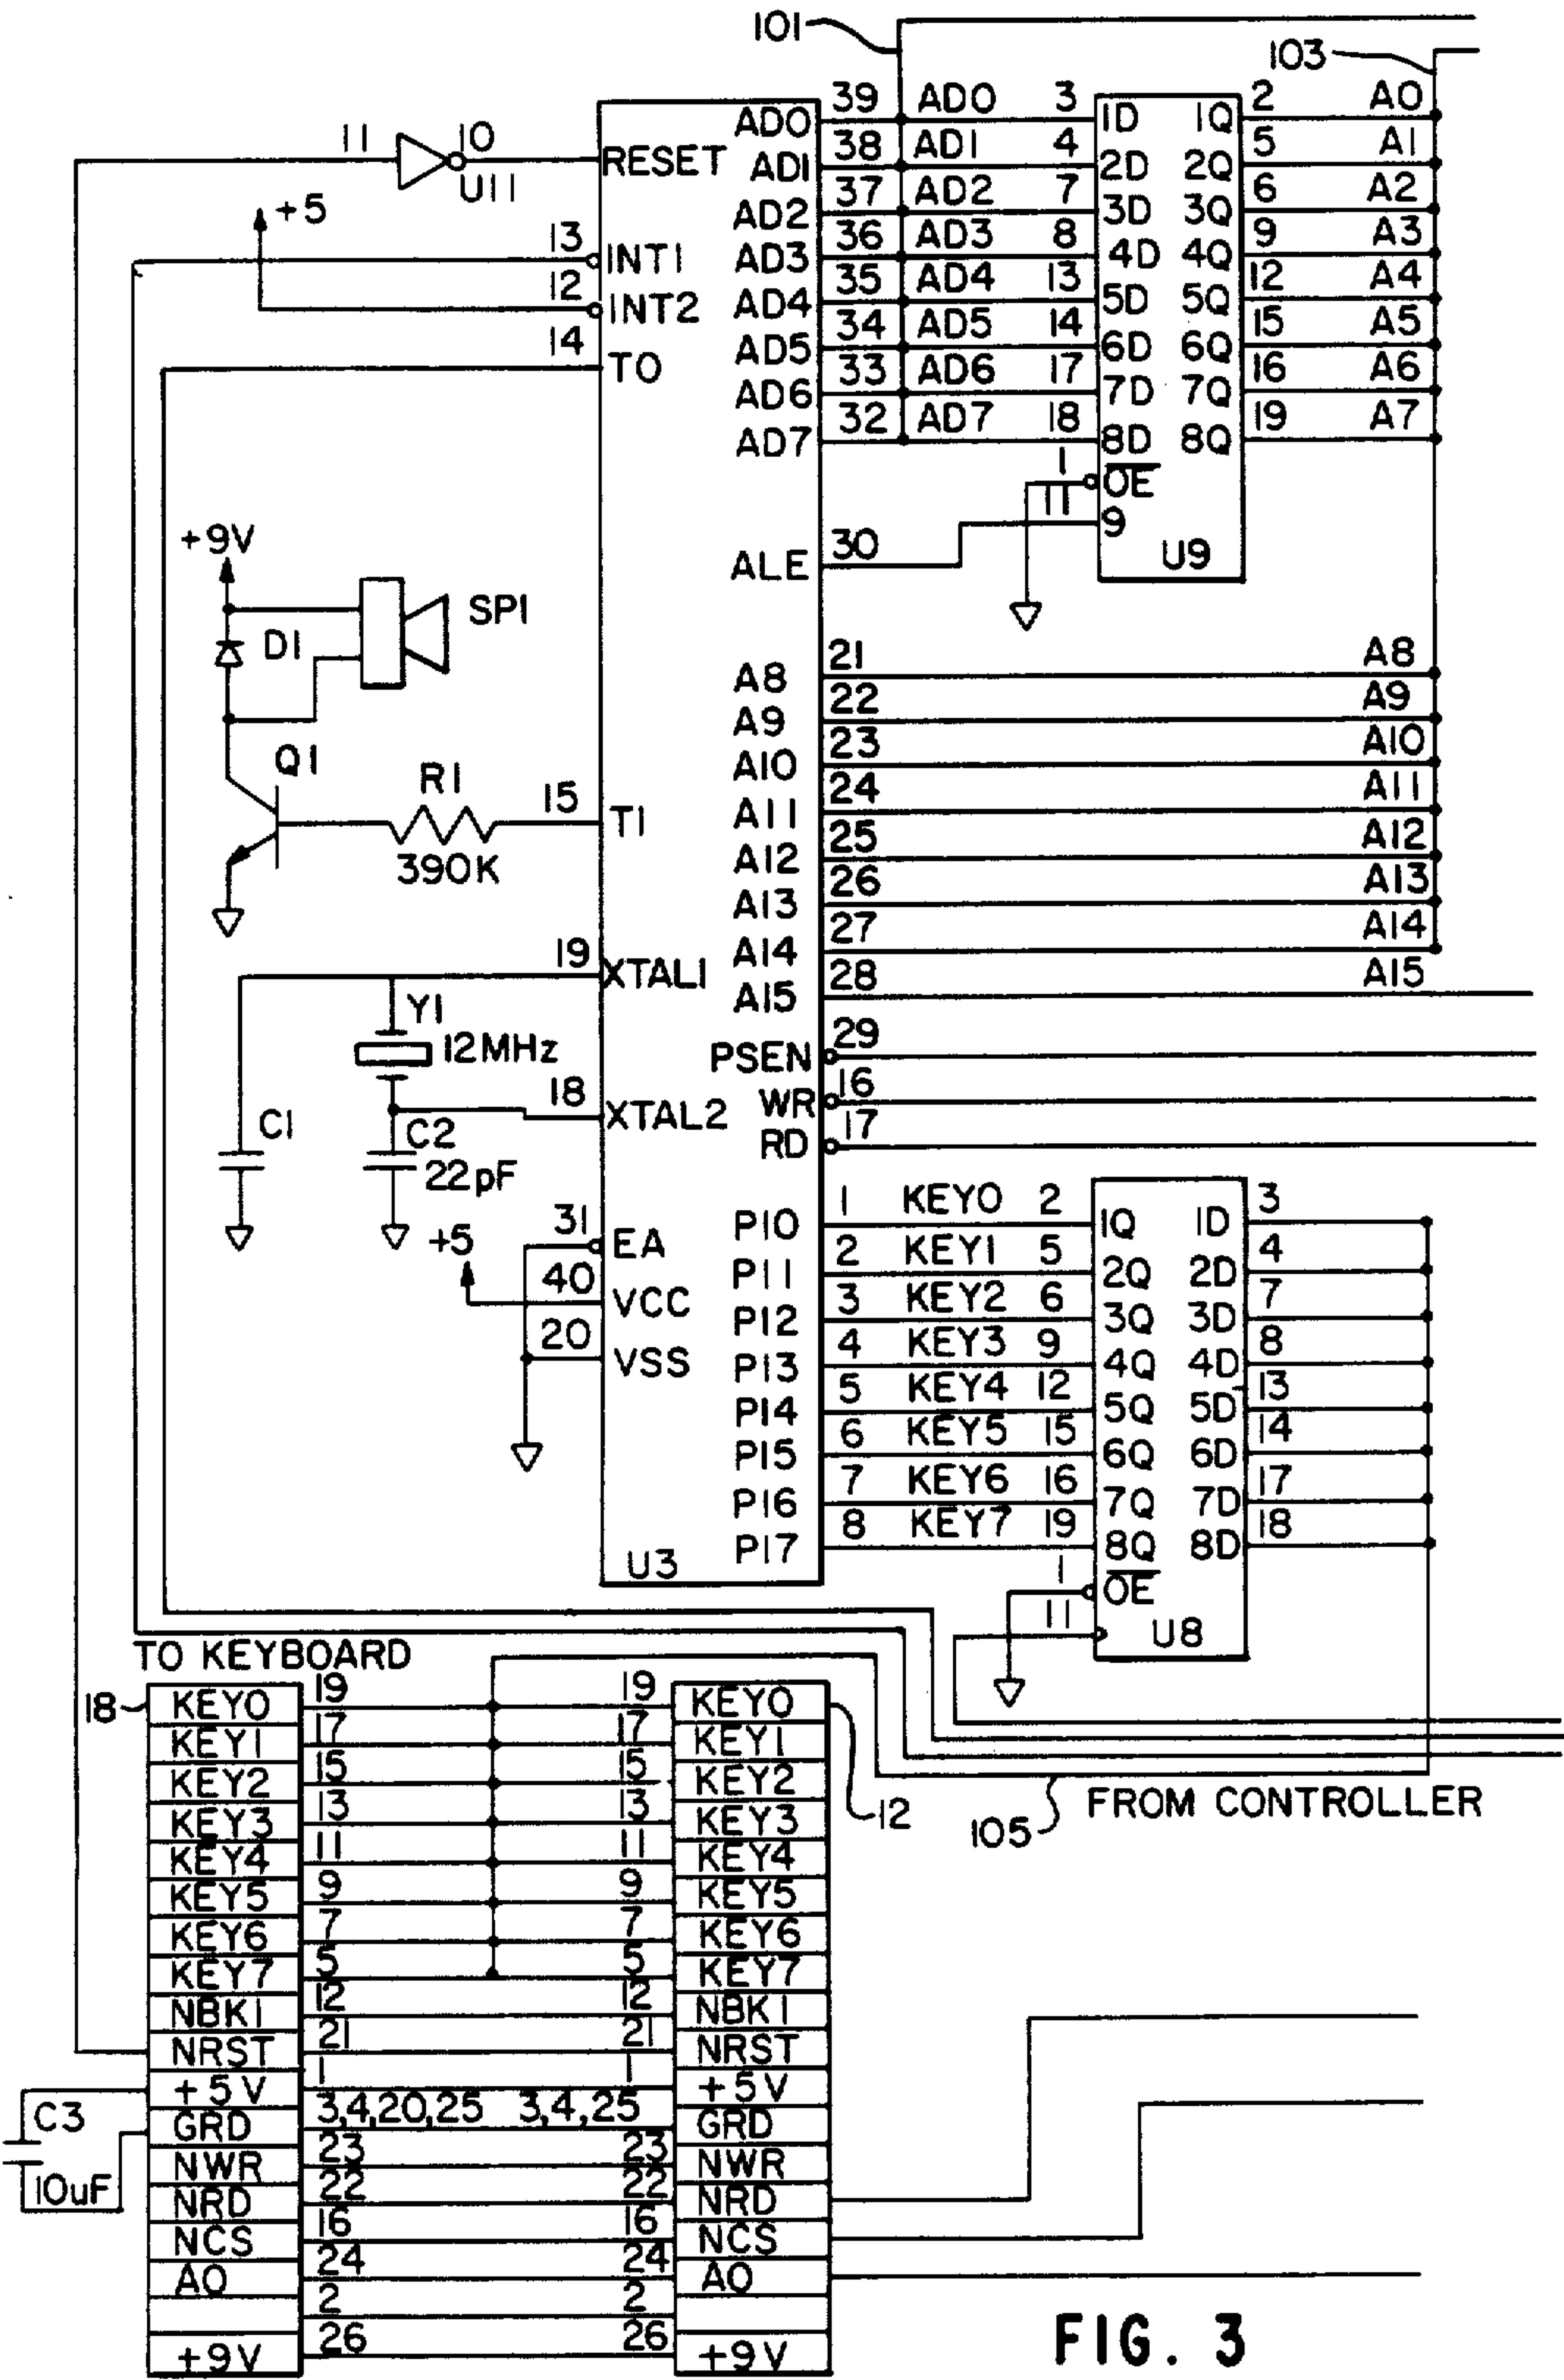 101
103
39 AD0 3
2 A0
AD0
1D 1Q
11 10
U11
RESET
38 AD1 4
5 A1
AD1
2D 2Q
+5
37 AD2 7
6 A2
AD2
3D 3Q
13
INT1
36 AD3 8
9 A3
AD3
4D 4Q
12
INT2
35 AD4 13
12 A4
AD4
5D 5Q
14
TO
34 AD5 14
15 A5
AD5
6D 6Q
33 AD6 17
16 A6
AD6
7D 7Q
32 AD7 18
19 A7
AD7
8D 8Q
1
OE
11
9
U9
+9V
ALE
30
D1
SP1
A8
21
A8
A9
22
A9
Q1
A10
23
A10
R1
390K
15
T1
A11
24
A11
A12
25
A12
A13
26
A13
A14
27
A14
19
XTAL1
A15
28
A15
Y1
12MHz
PSEN
29
18
XTAL2
WR
16
RD
17
C1
C2
22pF
+5
31
EA
40
VCC
20
VSS
P10
1 KEY0 2
1Q 1D
3
P11
2 KEY1 5
2Q 2D
4
P12
3 KEY2 6
3Q 3D
7
P13
4 KEY3 9
4Q 4D
8
P14
5 KEY4 12
5Q 5D
13
P15
6 KEY5 15
6Q 6D
14
P16
7 KEY6 16
7Q 7D
17
P17
8 KEY7 19
8Q 8D
18
U3
1
OE
11
U8
TO KEYBOARD
18
KEY0 19 19 KEY0
KEY1 17 17 KEY1
KEY2 15 15 KEY2
KEY3 13 13 KEY3
12
105
FROM CONTROLLER
KEY4 11 11 KEY4
KEY5 9 9 KEY5
KEY6 7 7 KEY6
KEY7 5 5 KEY7
NBK1 12 12 NBK1
NRST 21 21 NRST
+5V 1 1 +5V
C3
10uF
GRD 3,4,20,25 3,4,25 GRD
NWR 23 23 NWR
NRD 22 22 NRD
NCS 16 16 NCS
A0 24 24 A0
2 2
+9V 26 26 +9V
FIG. 3